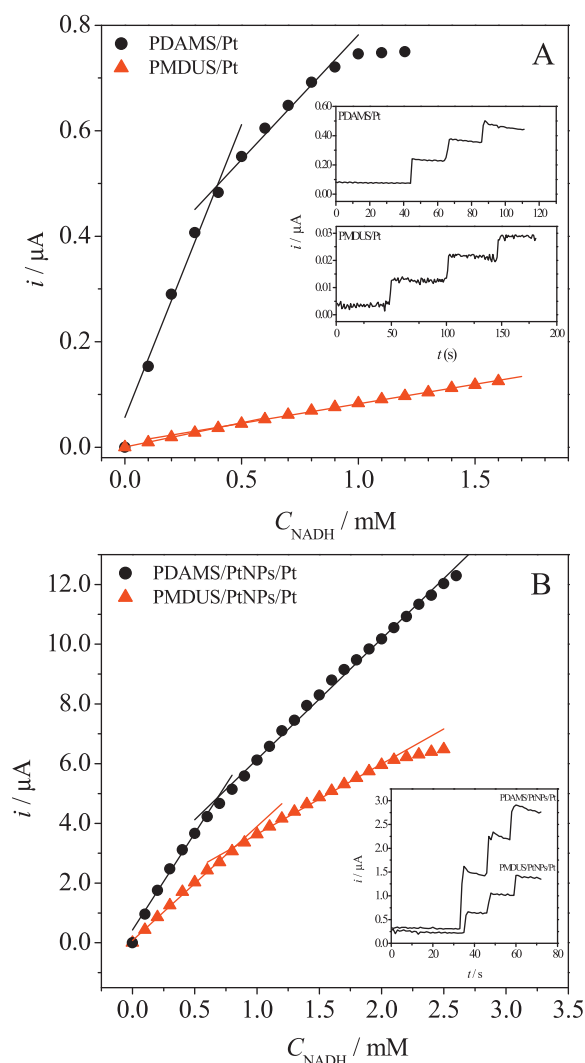 0.8
PDAMS/Pt
PMDUS/Pt
A
0.6
0.4
0.2
0.0
i / μA
0.0
0.5
1.0
1.5
C_NADH / mM
PDAMS/Pt
0.60
0.40
0.20
0.00
0 20 40 60 80 100 120
i / μA
PMDUS/Pt
0.03
0.02
0.01
0.00
0 50 100 150 200
t (s)
PDAMS/PtNPs/Pt
PMDUS/PtNPs/Pt
B
12.0
10.0
8.0
6.0
4.0
2.0
0.0
i / μA
0.0 0.5 1.0 1.5 2.0 2.5 3.0 3.5
C_NADH / mM
PDAMS/PtNPs/Pt
PMDUS/PtNPs/Pt
3.0
2.5
2.0
1.5
1.0
0.5
0.0
i / μA
0 20 40 60 80
t / s